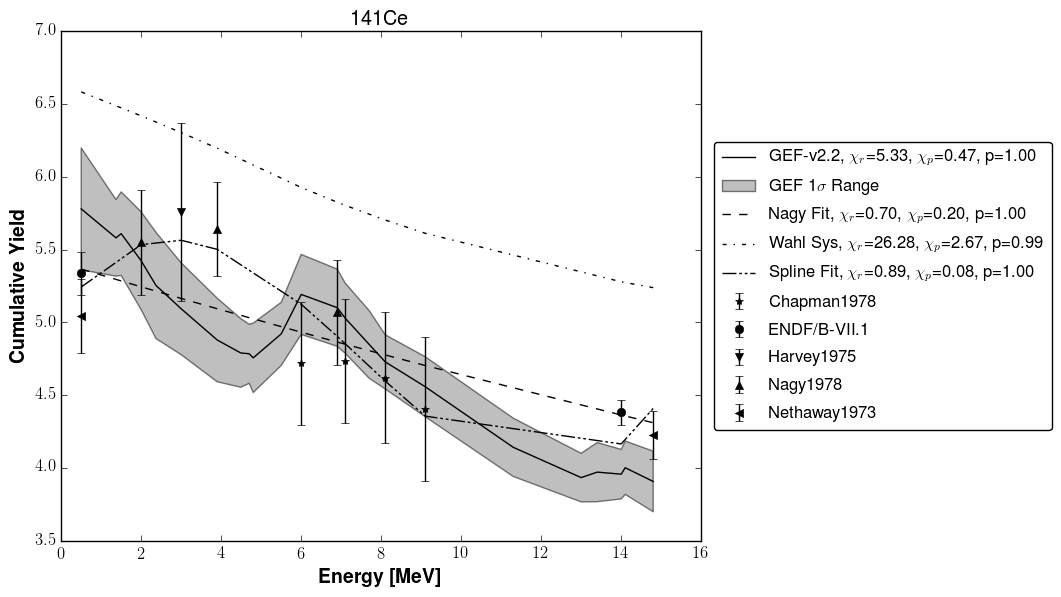 141Ce
7.0
6.5
6.0
5.5
5.0
4.5
4.0
3.5
Cumulative Yield
0 2 4 6 8 10 12 14 16
Energy [MeV]
GEF-v2.2, χr=5.33, χp=0.47, p=1.00
GEF 1σ Range
Nagy Fit, χr=0.70, χp=0.20, p=1.00
Wahl Sys, χr=26.28, χp=2.67, p=0.99
Spline Fit, χr=0.89, χp=0.08, p=1.00
Chapman1978
ENDF/B-VII.1
Harvey1975
Nagy1978
Nethaway1973